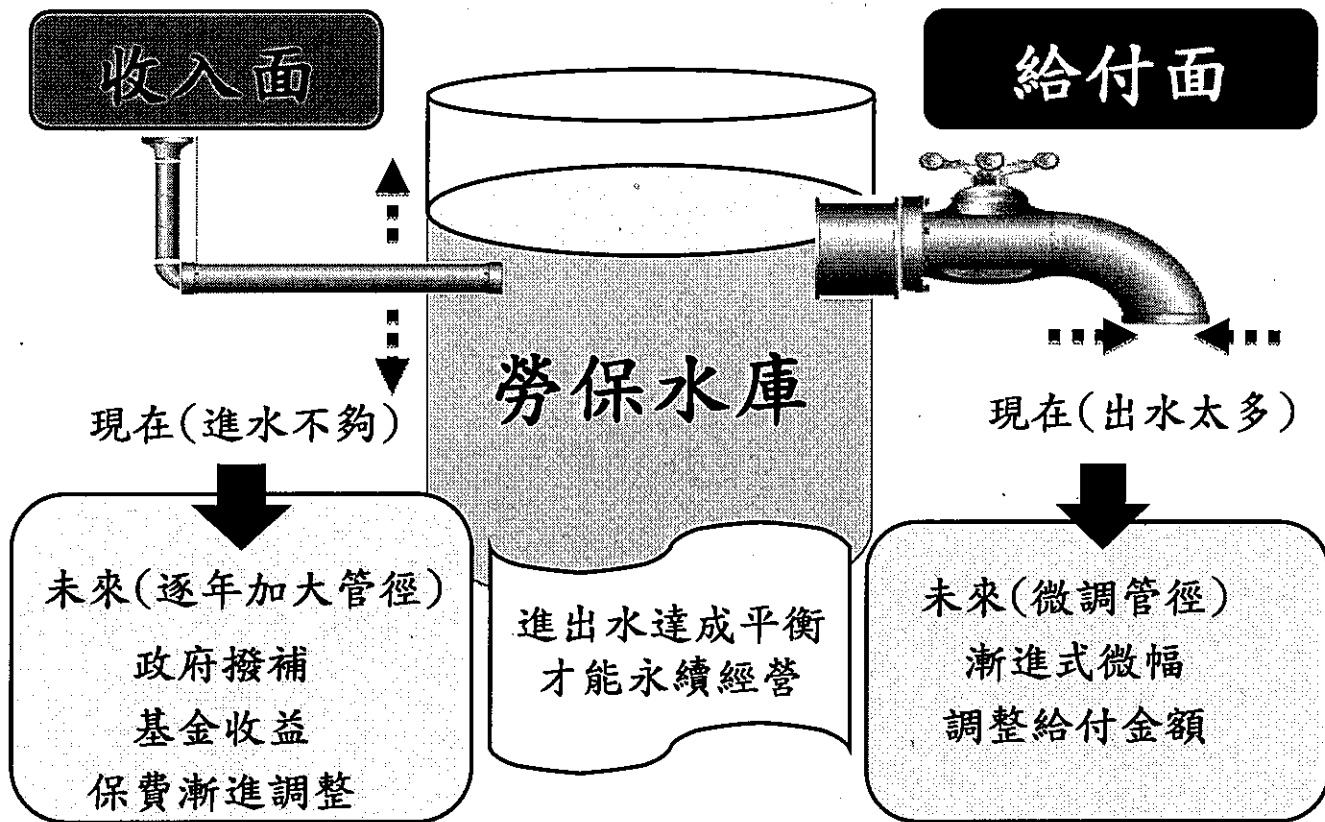 收入面
給付面
勞保水庫
現在(進水不夠)
現在(出水太多)
未來(逐年加大管徑)
政府撥補
基金收益
保費漸進調整
進出水達成平衡
才能永續經營
未來(微調管徑)
漸進式微幅
調整給付金額